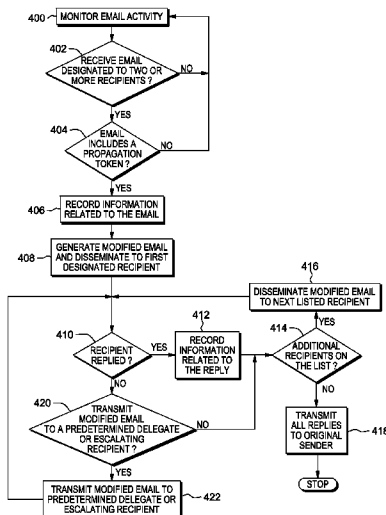 400
MONITOR EMAIL ACTIVITY
402
RECEIVE EMAIL
DESIGNATED TO TWO OR
MORE RECIPIENTS ?
NO
YES
404
EMAIL
INCLUDES A
PROPAGATION
TOKEN ?
NO
YES
406
RECORD INFORMATION
RELATED TO THE EMAIL
408
GENERATE MODIFIED EMAIL
AND DISSEMINATE TO FIRST
DESIGNATED RECIPIENT
416
DISSEMINATE MODIFIED EMAIL
TO NEXT LISTED RECIPIENT
410
RECIPIENT
REPLIED ?
YES
NO
412
RECORD
INFORMATION
RELATED TO
THE REPLY
414
YES
ADDITIONAL
RECIPIENTS ON
THE LIST ?
NO
420
TRANSMIT
MODIFIED EMAIL
TO A PREDETERMINED DELEGATE
OR ESCALATING
RECIPIENT ?
NO
YES
TRANSMIT
ALL REPLIES
TO ORIGINAL
SENDER
418
STOP
TRANSMIT MODIFIED EMAIL TO
PREDETERMINED DELEGATE OR
ESCALATING RECIPIENT
422